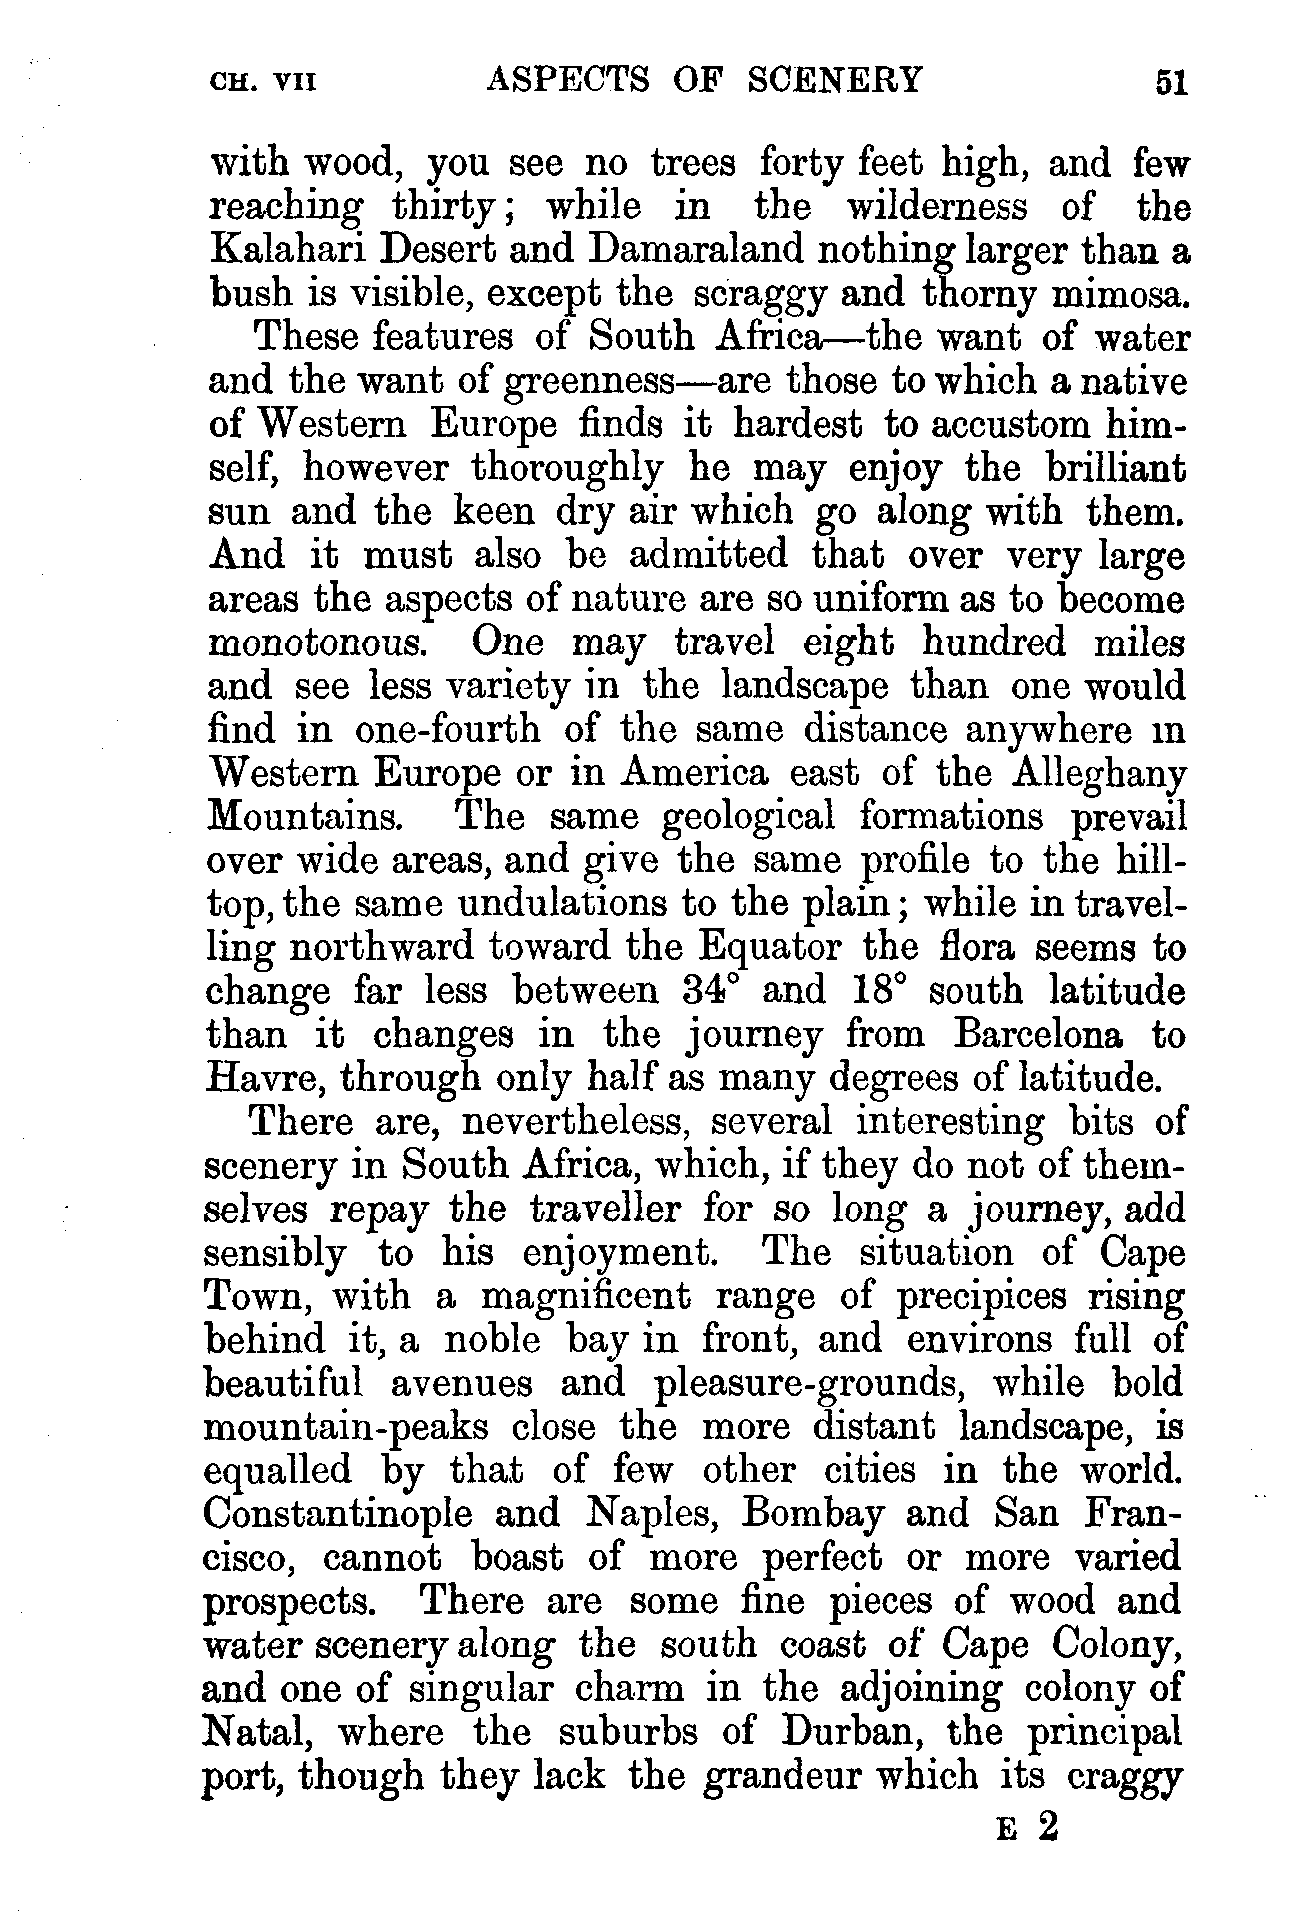 CH. VII ASPECTS OF SCENERY 51
with wood, you see no trees forty feet high, and few
reaching thirty; while in the wilderness of the
Kalahari Desert and Damaraland nothing larger than a
bush is visible, except the scraggy and thorny mimosa.
These features of South Africa—the want of water
and the want of greenness—are those to which a native
of Western Europe finds it hardest to accustom him-
self, however thoroughly he may enjoy the brilliant
sun and the keen dry air which go along with them.
And it must also be admitted that over very large
areas the aspects of nature are so uniform as to become
monotonous. One may travel eight hundred miles
and see less variety in the landscape than one would
find in one-fourth of the same distance anywhere in
Western Europe or in America east of the Alleghany
Mountains. The same geological formations prevail
over wide areas, and give the same profile to the hill-
top, the same undulations to the plain; while in travel-
ling northward toward the Equator the flora seems to
change far less between 34° and 18° south latitude
than it changes in the journey from Barcelona to
Havre, through only half as many degrees of latitude.
There are, nevertheless, several interesting bits of
scenery in South Africa, which, if they do not of them-
selves repay the traveller for so long a journey, add
sensibly to his enjoyment. The situation of Cape
Town, with a magnificent range of precipices rising
behind it, a noble bay in front, and environs full of
beautiful avenues and pleasure-grounds, while bold
mountain-peaks close the more distant landscape, is
equalled by that of few other cities in the world.
Constantinople and Naples, Bombay and San Fran-
cisco, cannot boast of more perfect or more varied
prospects. There are some fine pieces of wood and
water scenery along the south coast of Cape Colony,
and one of singular charm in the adjoining colony of
Natal, where the suburbs of Durban, the principal
port, though they lack the grandeur which its craggy
E 2